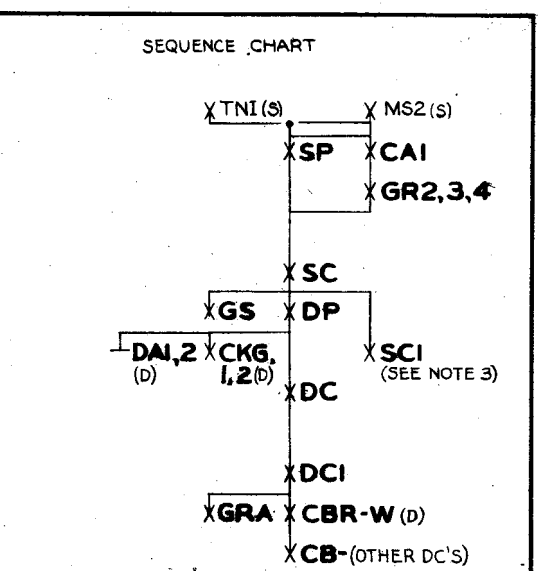 SEQUENCE CHART
TN1(S)
MS2(S)
SP
CA1
GR2,3,4
SC
GS
DP
DA1,2
(D)
CKG,
1,2(D)
SC1
(SEE NOTE 3)
DC
DC1
GRA
CBR-W (D)
CB-(OTHER DC'S)